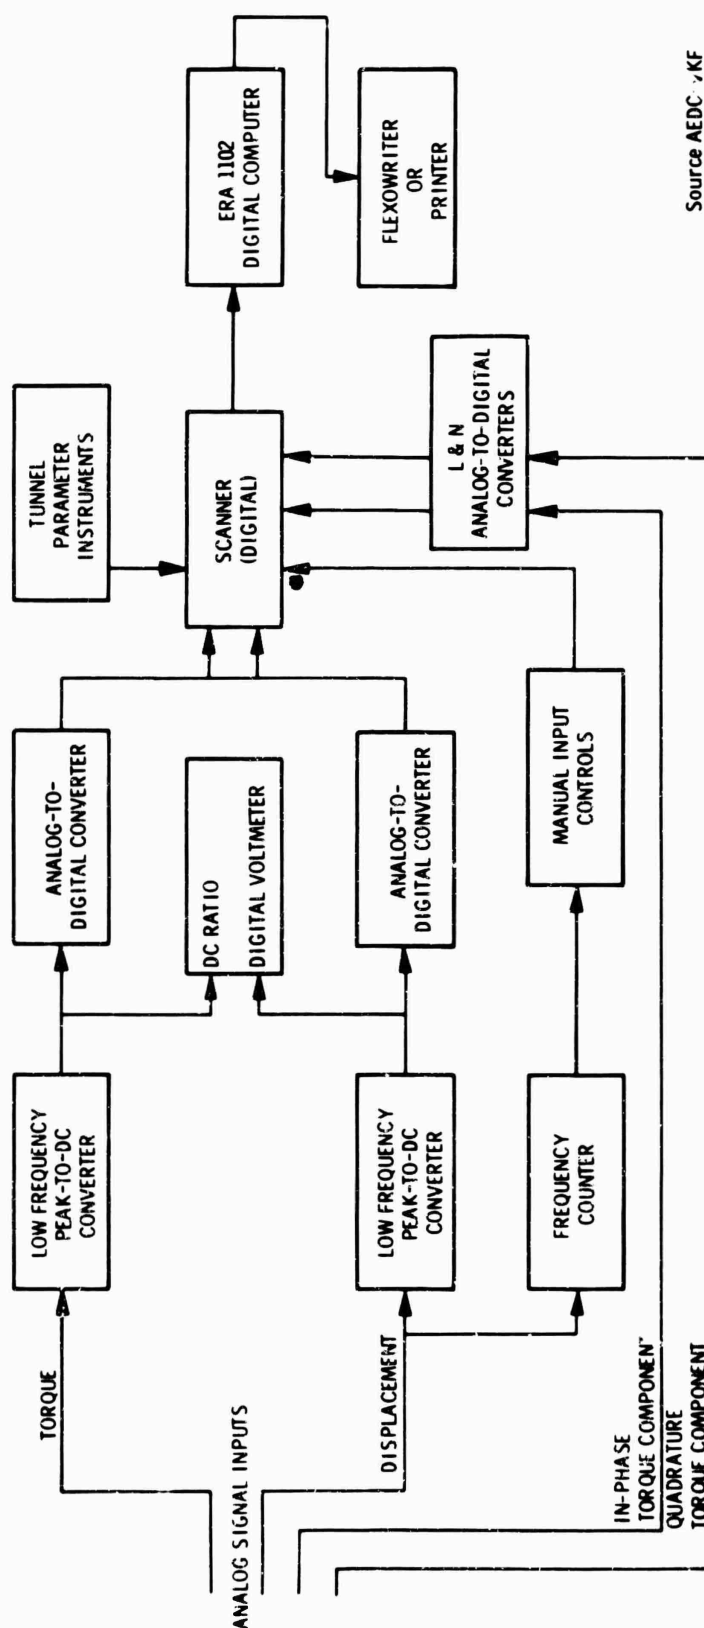 ANALOG SIGNAL INPUTS
TORQUE
DISPLACEMENT
IN-PHASE
TORQUE COMPONENT
QUADRATURE
TORQUE COMPONENT
LOW FREQUENCY
PEAK-TO-DC
CONVERTER
LOW FREQUENCY
PEAK-TO-DC
CONVERTER
FREQUENCY
COUNTER
ANALOG-TO-
DIGITAL CONVERTER
DC RATIO
DIGITAL VOLTMETER
ANALOG-TO-
DIGITAL CONVERTER
MANUAL INPUT
CONTROLS
TUNNEL
PARAMETER
INSTRUMENTS
SCANNER
(DIGITAL)
L & N
ANALOG-TO-DIGITAL
CONVERTERS
ERA 1102
DIGITAL COMPUTER
FLEXOWRITER
OR
PRINTER
Source AEDC